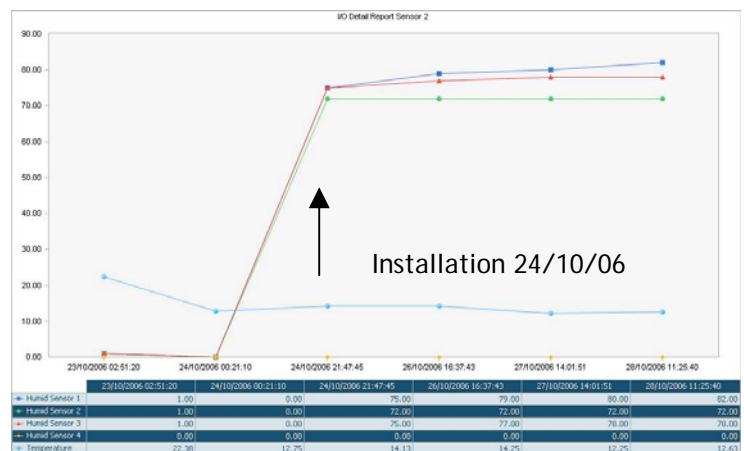 I/O Detail Report Sensor 2
90.00
80.00
70.00
60.00
50.00
40.00
30.00
20.00
10.00
0.00
Installation 24/10/06
23/10/2006 02:51:20 24/10/2006 00:21:10 24/10/2006 21:47:45 26/10/2006 16:37:43 27/10/2006 14:01:51 28/10/2006 11:25:40
23/10/2006 02:51:20 24/10/2006 00:21:10 24/10/2006 21:47:45 26/10/2006 16:37:43 27/10/2006 14:01:51 28/10/2006 11:25:40
Humid Sensor 1 1.00 0.00 75.00 79.00 80.00 82.00
Humid Sensor 2 1.00 0.00 72.00 72.00 72.00 72.00
Humid Sensor 3 1.00 0.00 75.00 77.00 78.00 78.00
Humid Sensor 4 0.00 0.00 0.00 0.00 0.00 0.00
Temperature 22.38 12.75 14.13 14.25 12.25 12.63